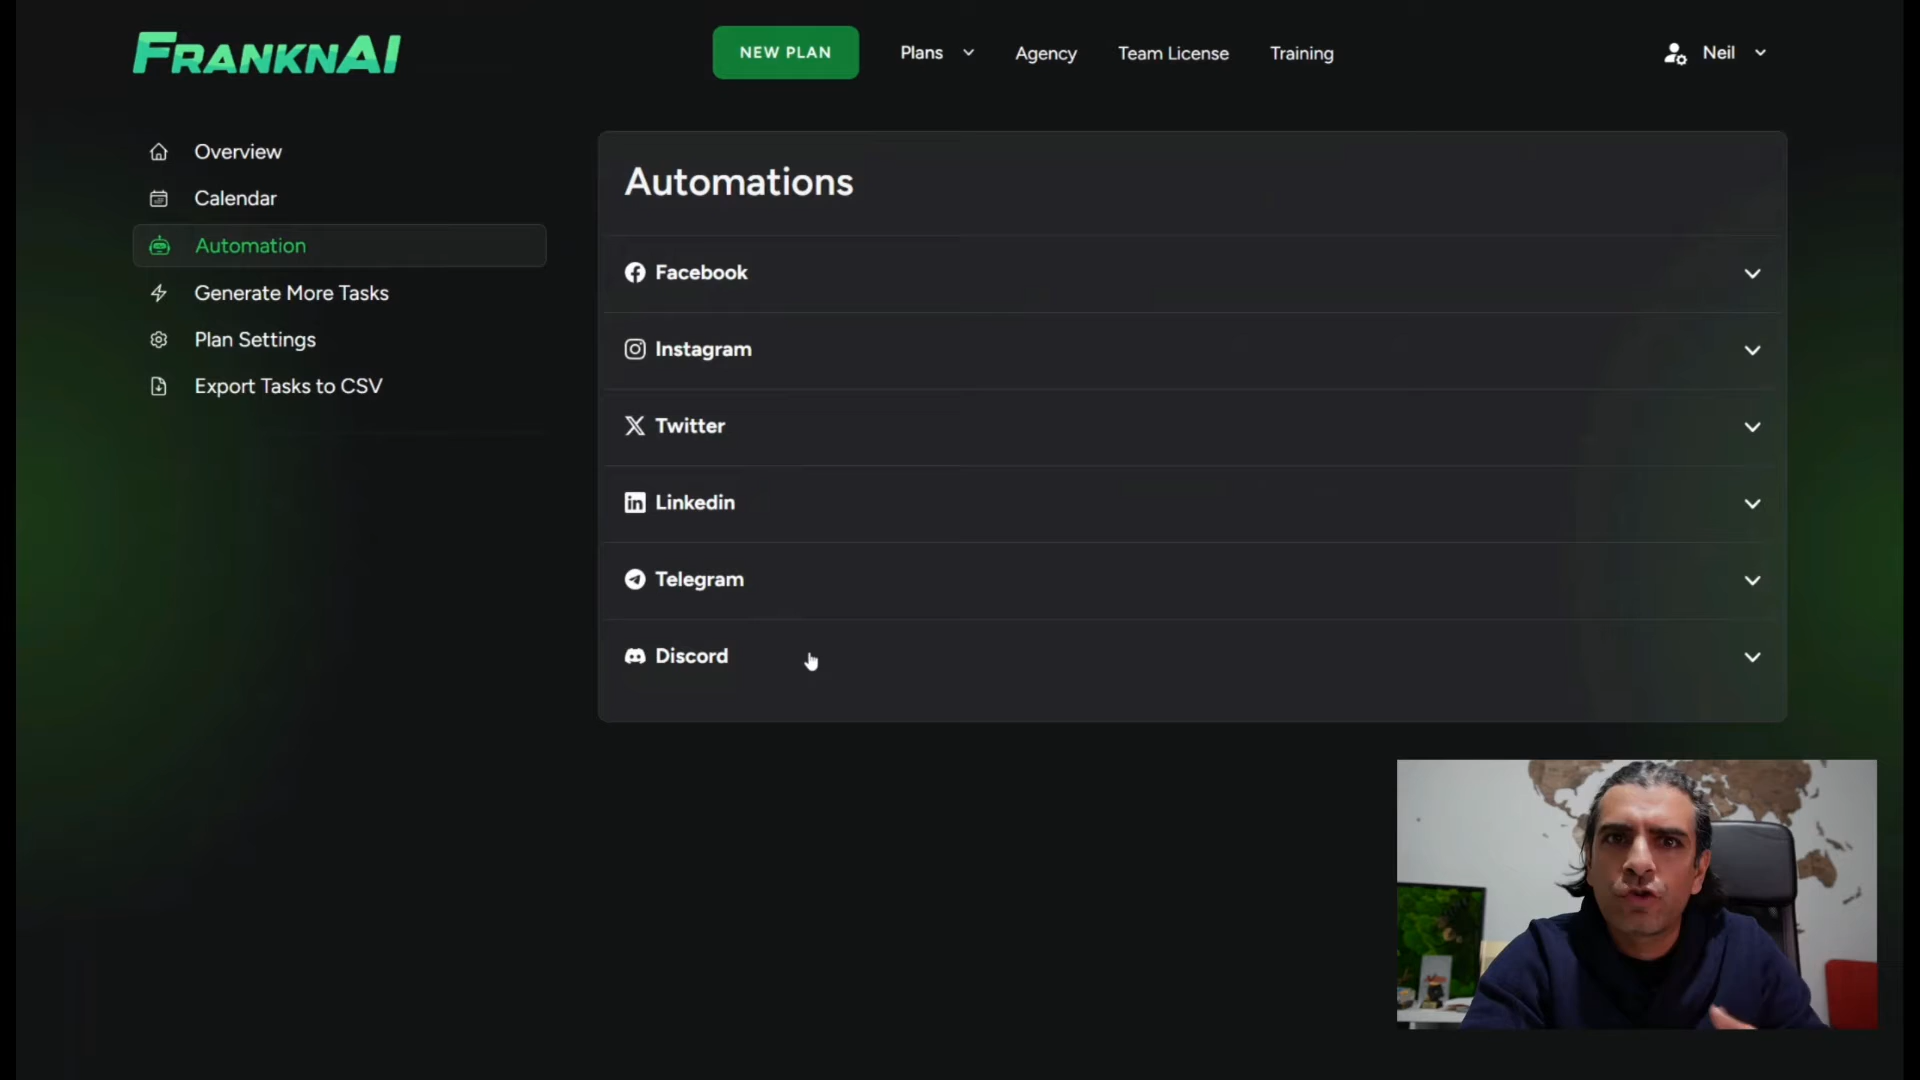 FRANKNAI
NEW PLAN
Plans
Agency
Team License
Training
Neil
Overview
Calendar
Automation
Generate More Tasks
Plan Settings
Export Tasks to CSV
Automations
Facebook
Instagram
Twitter
Linkedin
Telegram
Discord